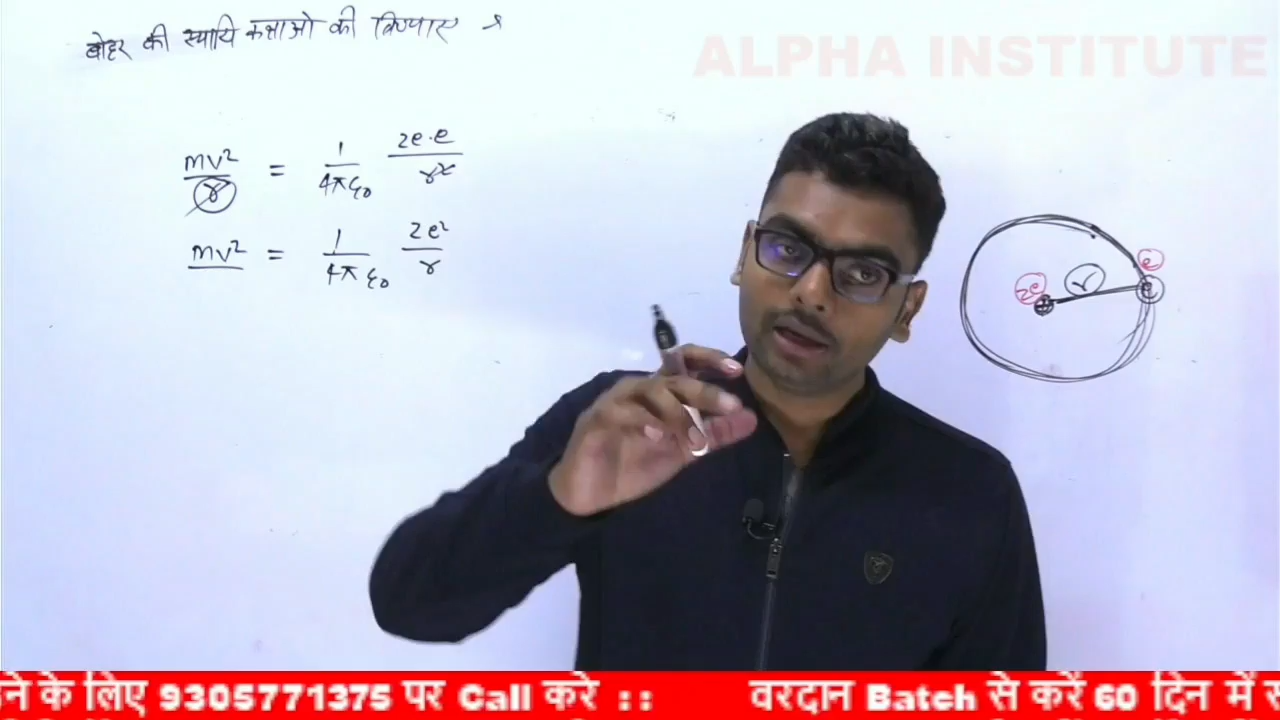 बोहर की स्थायि कक्षाओ की त्रिज्याए
ALPHA INSTITUTE
mv²/r = 1/4πε₀ ze·e/r²
mv² = 1/4πε₀ ze²/r
ze r e
ने के लिए 9305771375 पर Call करे : : वरदान Batch से करें 60 दिन में